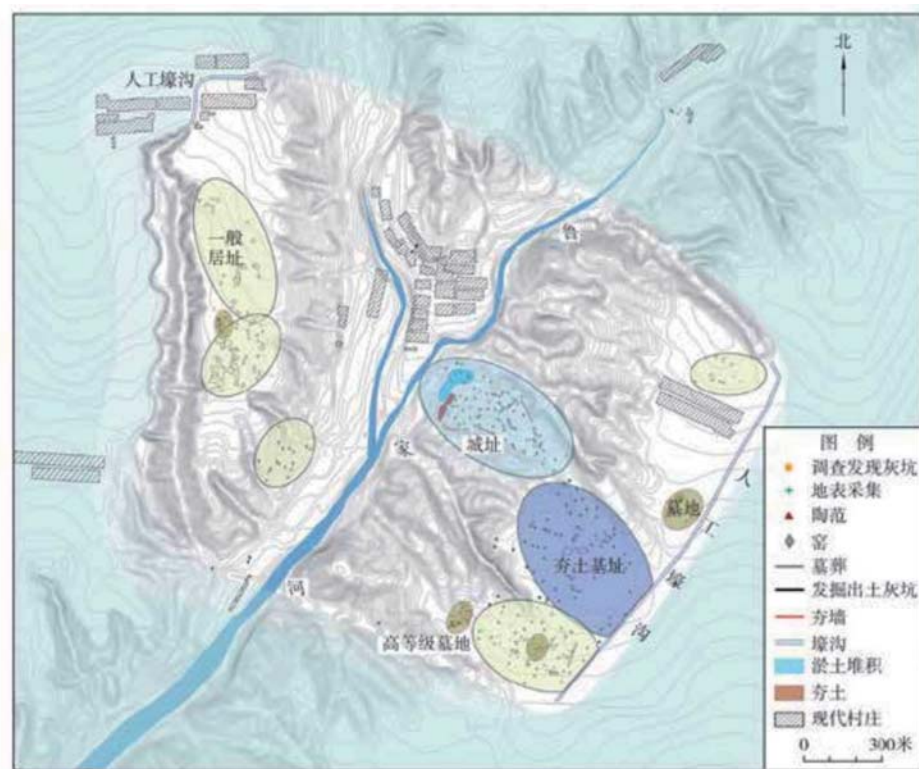 北
人工壕沟
鲁
一般
居址
家
城址
墓地
人
工
壕
沟
夯土基址
河
高等级墓地
图 例
调查发现灰坑
地表采集
陶范
窑
墓葬
发掘出土灰坑
夯墙
壕沟
淤土堆积
夯土
现代村庄
0 300米